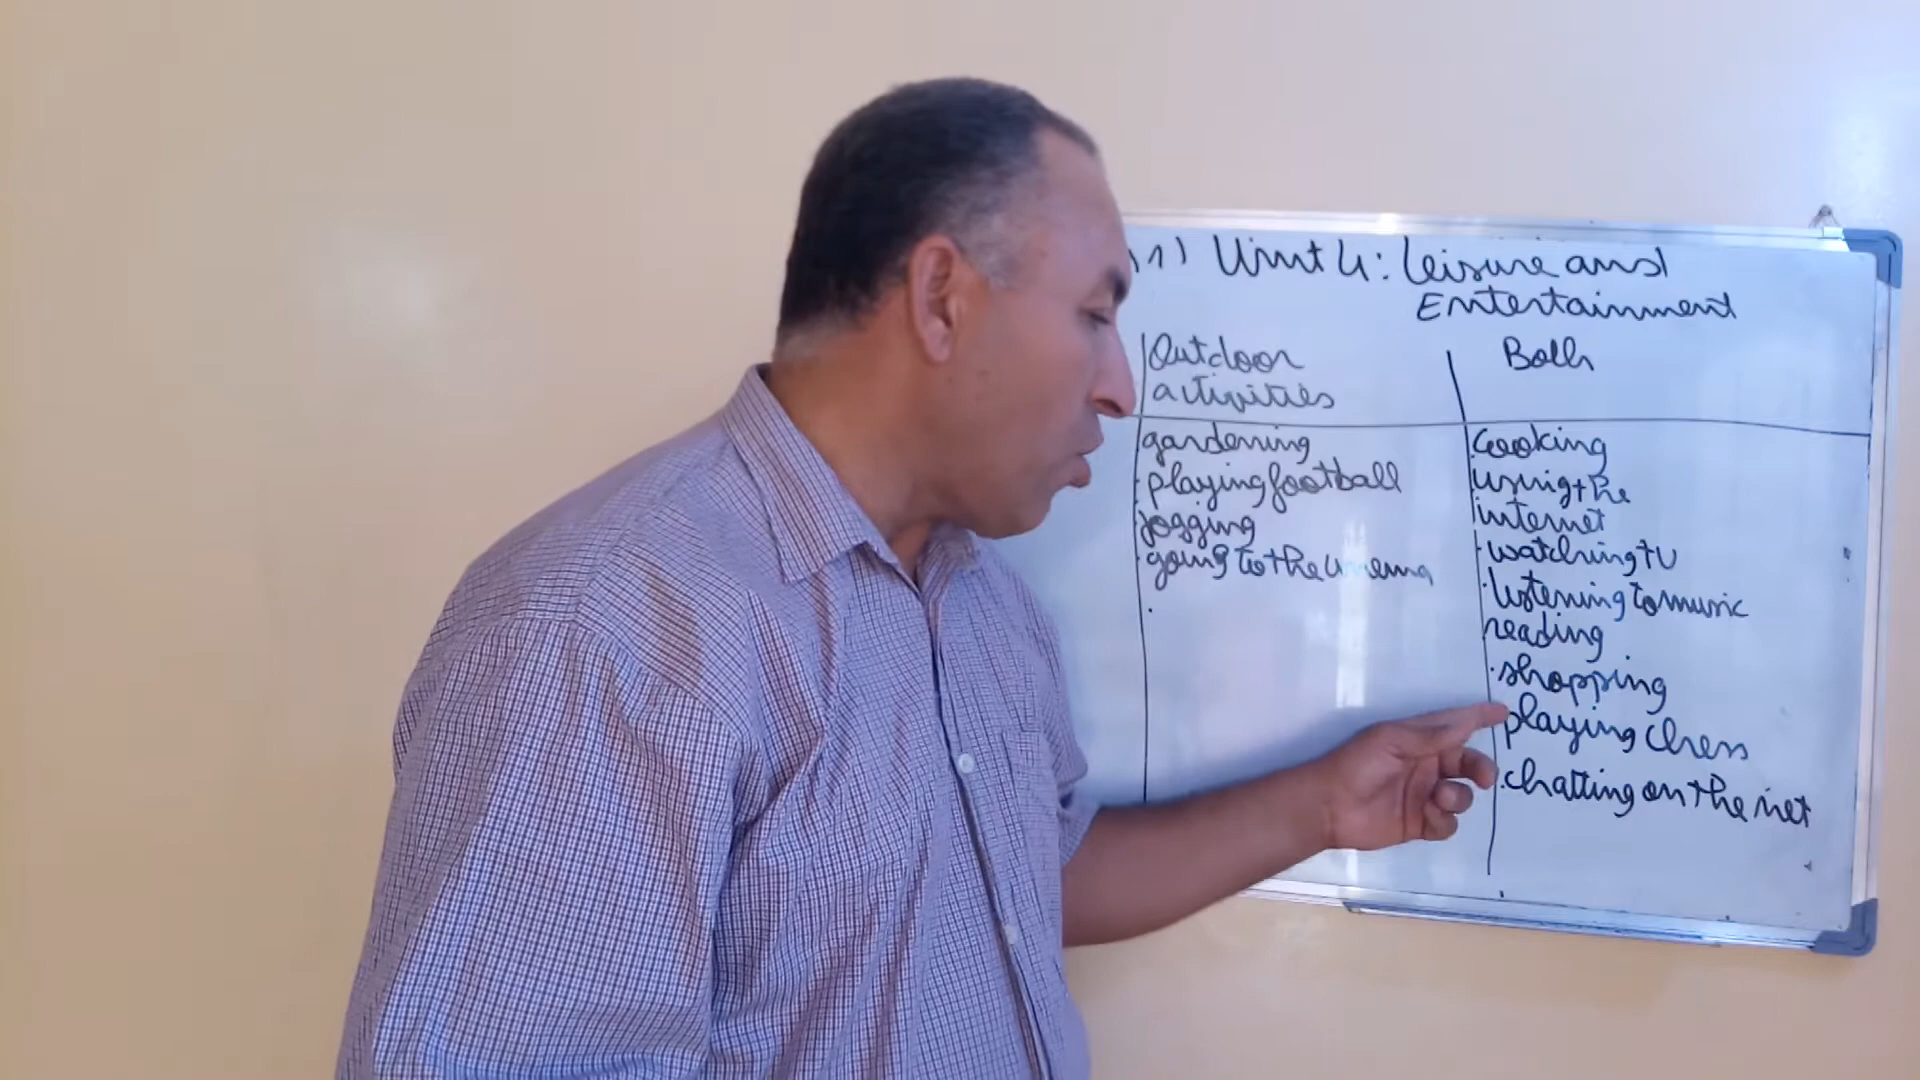 Unit 4: Leisure and
Entertainment
Outdoor
activities
gardening
playing football
jogging
going to the cinema
Both
cooking
using the
internet
watching tv
listening to music
reading
shopping
playing chess
chatting on the net